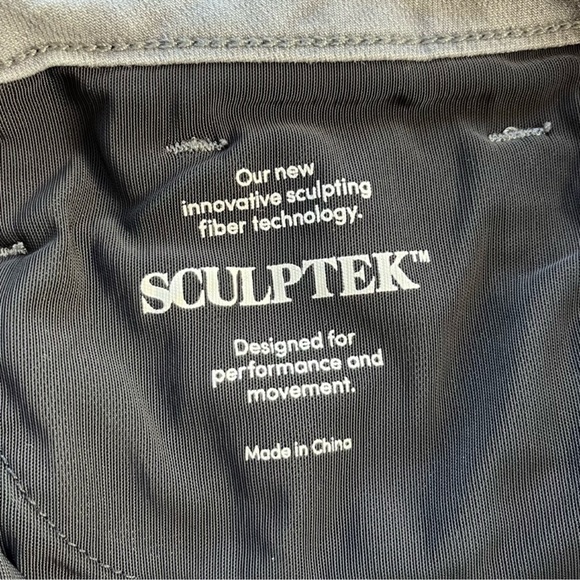 Our new
innovative sculpting
fiber technology.
SCULPTEK™
Designed for
performance and
movement.
Made in China